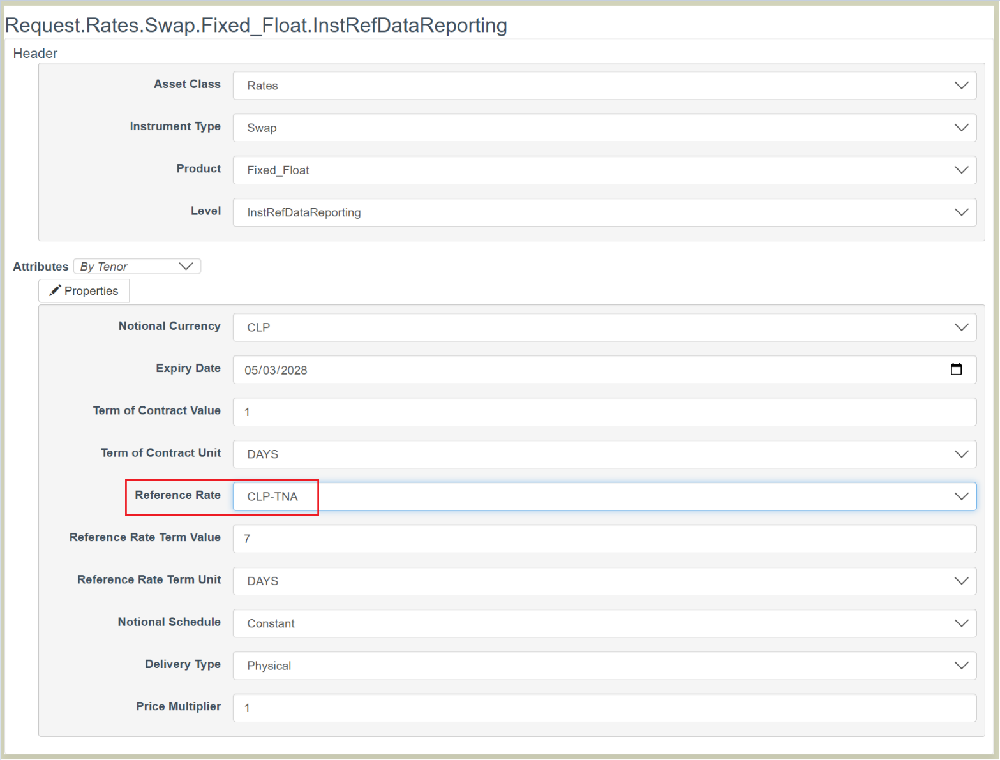 Request.Rates.Swap.Fixed_Float.InstRefDataReporting
Header
Asset Class Rates
Instrument Type Swap
Product Fixed_Float
Level InstRefDataReporting
Attributes By Tenor
Properties
Notional Currency CLP
Expiry Date 05/03/2028
Term of Contract Value 1
Term of Contract Unit DAYS
Reference Rate CLP-TNA
Reference Rate Term Value 7
Reference Rate Term Unit DAYS
Notional Schedule Constant
Delivery Type Physical
Price Multiplier 1